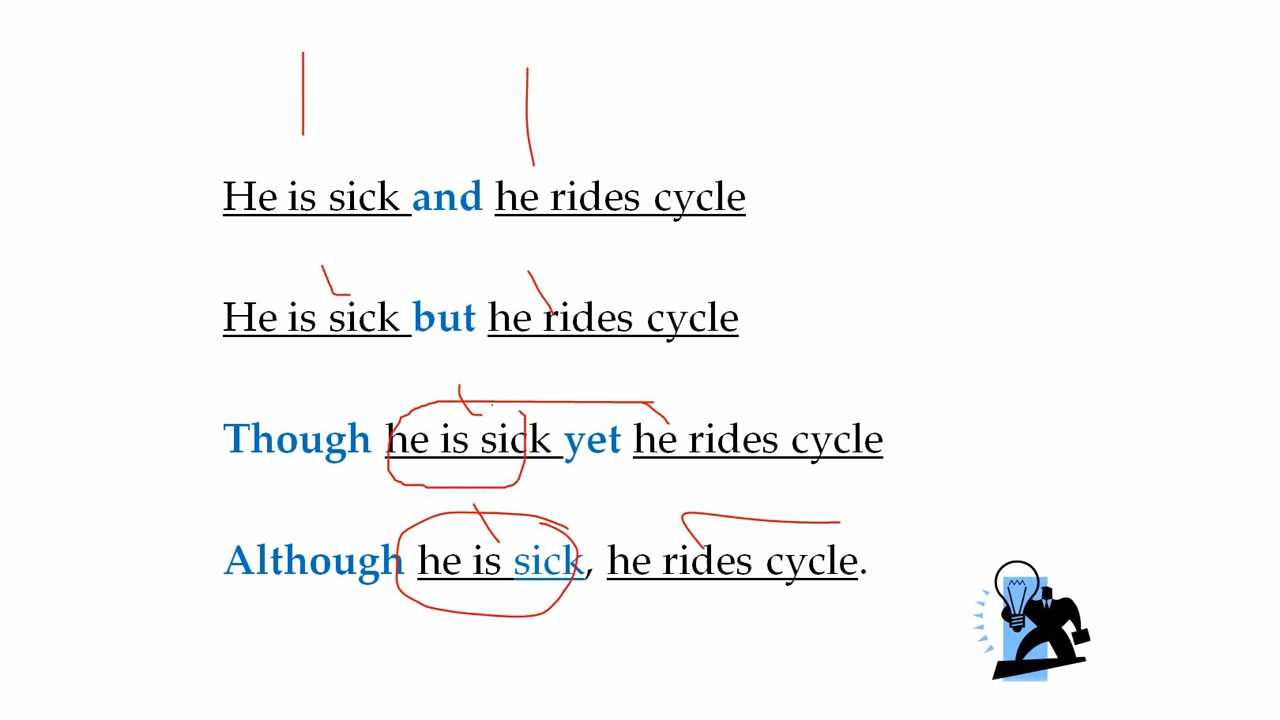 He is sick and he rides cycle
He is sick but he rides cycle
Though he is sick yet he rides cycle
Although he is sick, he rides cycle.